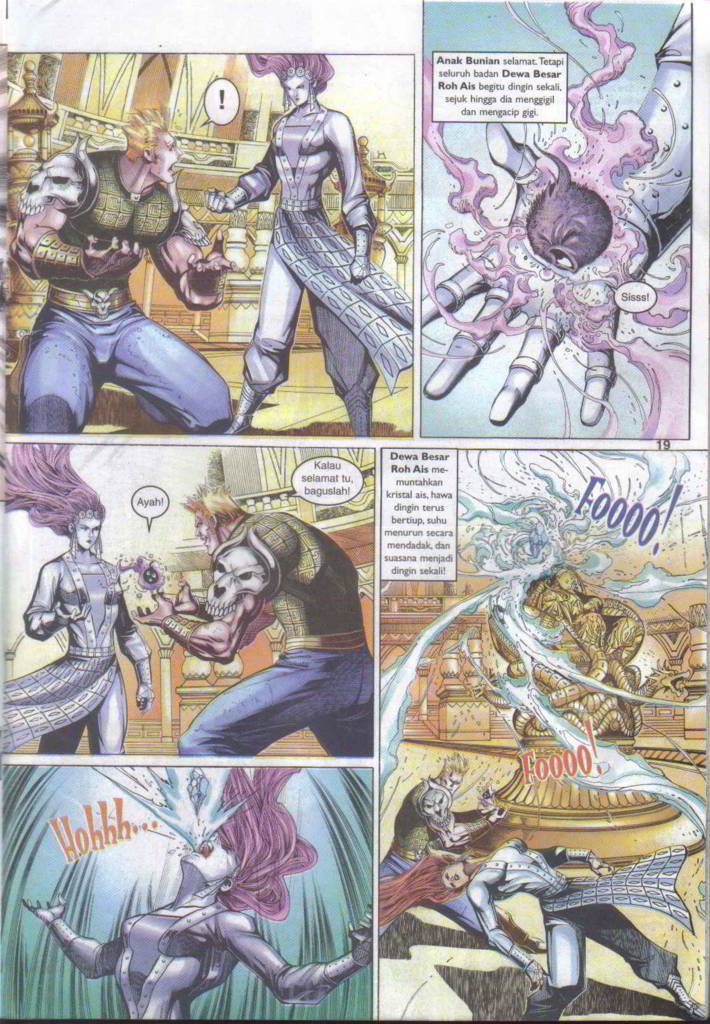 !
Anak Bunian selamat. Tetapi
seluruh badan Dewa Besar
Roh Ais begitu dingin sekali,
sejuk hingga dia menggigil
dan mengacip gigi.
Sisss!
19
Ayah!
Kalau
selamat tu,
baguslah!
Dewa Besar
Roh Ais me-
muntahkan
kristal ais, hawa
dingin terus
bertiup, suhu
menurun secara
mendadak, dan
suasana menjadi
dingin sekali!
Foooo!
Foooo!
Hohhh...